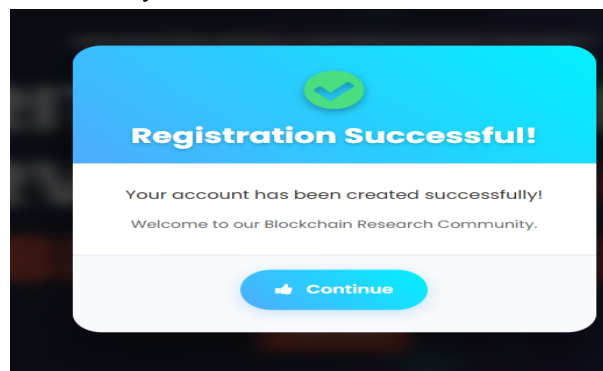 Registration Successful!
Your account has been created successfully!
Welcome to our Blockchain Research Community.
Continue